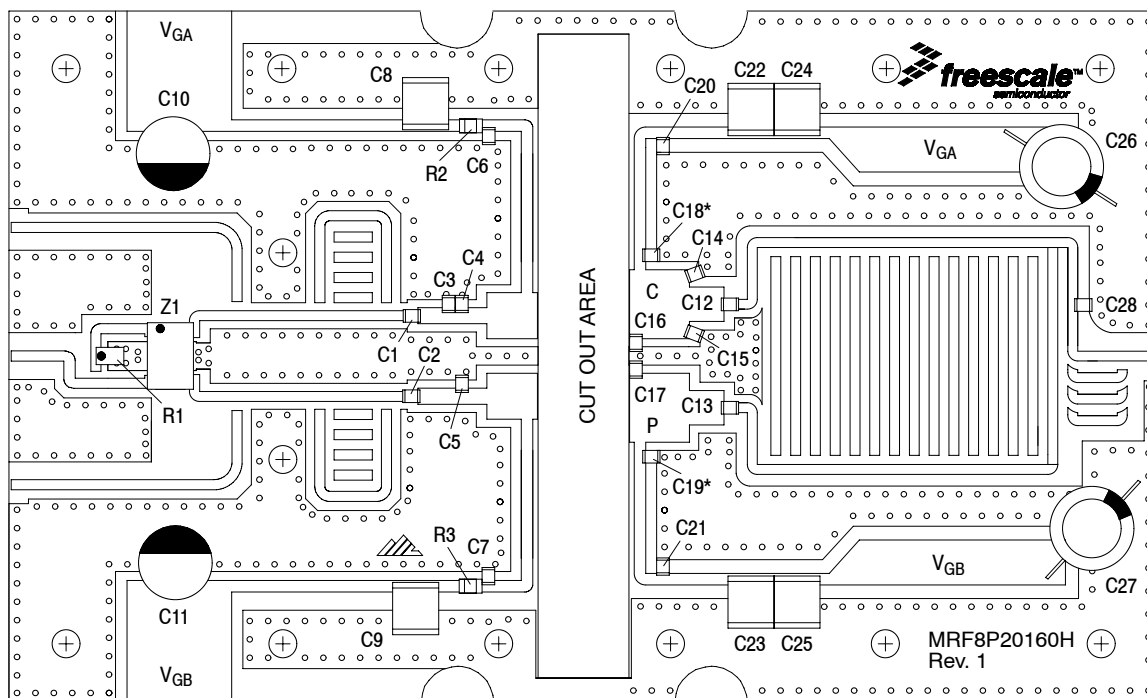 VGA
C8
C10
R2
C6
C20
C22
C24
freescale™
semiconductor
VGA
C26
C18*
C14
C3
C4
C
C12
C28
Z1
C16
C1
C2
C15
CUT OUT AREA
R1
C17
C13
C5
P
C19*
R3
C7
C21
VGB
C27
C11
C9
C23
C25
MRF8P20160H
Rev. 1
VGB